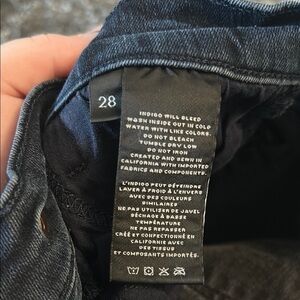 28
INDIGO WILL BLEED
WASH INSIDE OUT IN COLD
WATER WITH LIKE COLORS.
DO NOT BLEACH
TUMBLE DRY LOW
DO NOT IRON
CREATED AND SEWN IN
CALIFORNIA WITH IMPORTED
FABRICS AND COMPONENTS.
L'INDIGO PEUT DÉTEINDRE
LAVER À FROID À L'ENVERS
AVEC DES COULEURS
SIMILAIRES
NE PAS UTILISER DE JAVEL
SÉCHAGE À BASSE
TEMPÉRATURE
NE PAS REPASSER
CRÉÉ ET CONFECTIONNÉ EN
CALIFORNIE AVEC
DES TISSUS
ET COMPOSANTS IMPORTÉS.